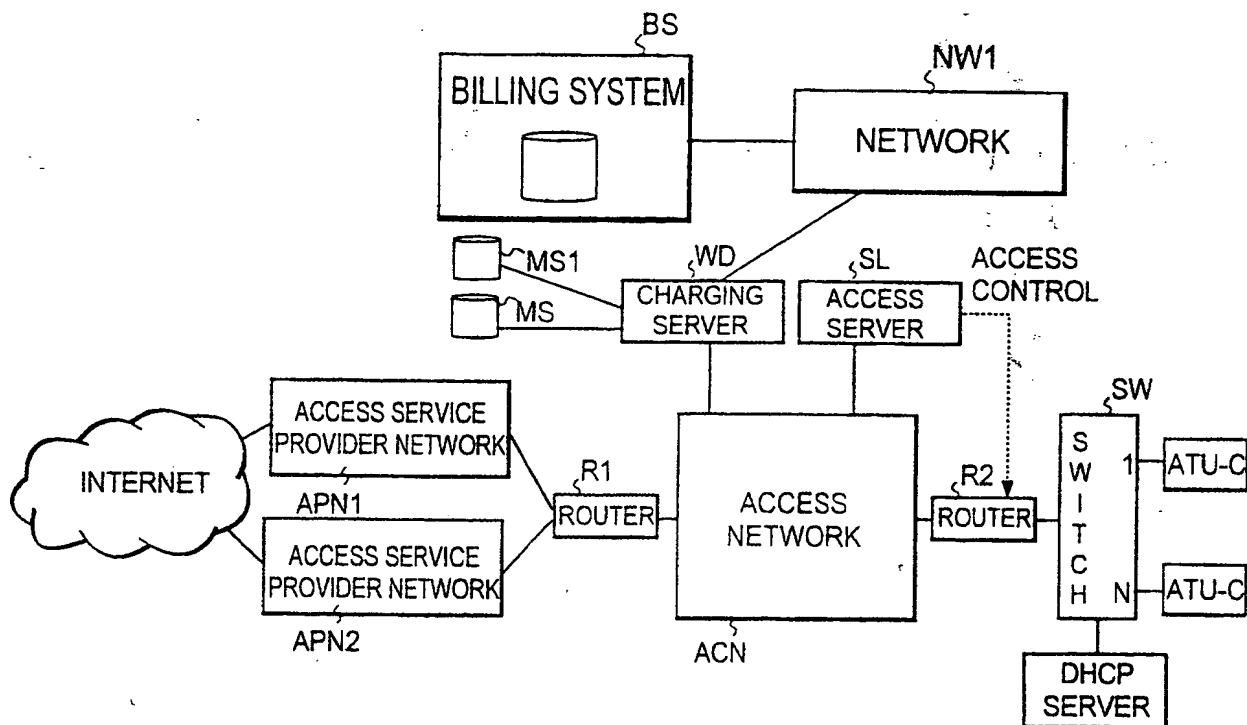 BS
BILLING SYSTEM
NW1
NETWORK
MS1
MS
WD
CHARGING
SERVER
SL
ACCESS
SERVER
ACCESS
CONTROL
INTERNET
ACCESS SERVICE
PROVIDER NETWORK
APN1
ACCESS SERVICE
PROVIDER NETWORK
APN2
R1
ROUTER
ACCESS
NETWORK
ACN
R2
ROUTER
SW
SWITCH
1
N
ATU-C
ATU-C
DHCP
SERVER